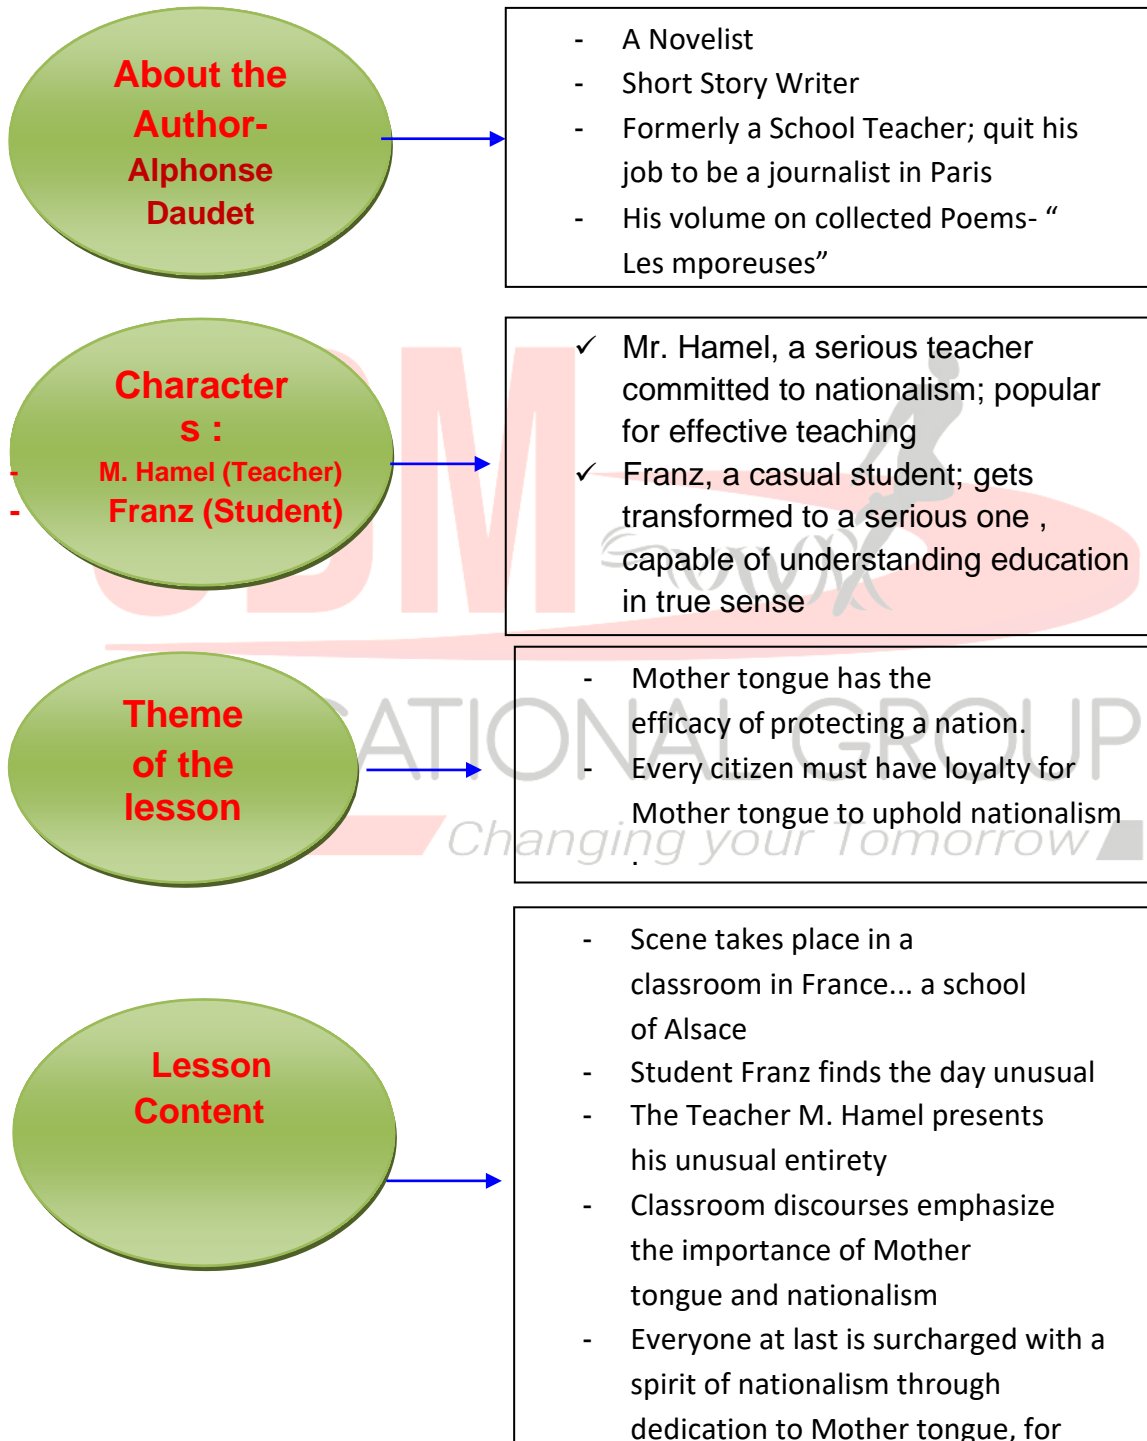 About the
Author-
Alphonse
Daudet
- A Novelist
- Short Story Writer
- Formerly a School Teacher; quit his
job to be a journalist in Paris
- His volume on collected Poems- “
Les mporeuses”
Character
s :
- M. Hamel (Teacher)
- Franz (Student)
✓ Mr. Hamel, a serious teacher
committed to nationalism; popular
for effective teaching
✓ Franz, a casual student; gets
transformed to a serious one ,
capable of understanding education
in true sense
Theme
of the
lesson
- Mother tongue has the
efficacy of protecting a nation.
- Every citizen must have loyalty for
Mother tongue to uphold nationalism
.
Lesson
Content
- Scene takes place in a
classroom in France... a school
of Alsace
- Student Franz finds the day unusual
- The Teacher M. Hamel presents
his unusual entirety
- Classroom discourses emphasize
the importance of Mother
tongue and nationalism
- Everyone at last is surcharged with a
spirit of nationalism through
dedication to Mother tongue, for
GROUP
Changing your Tomorrow